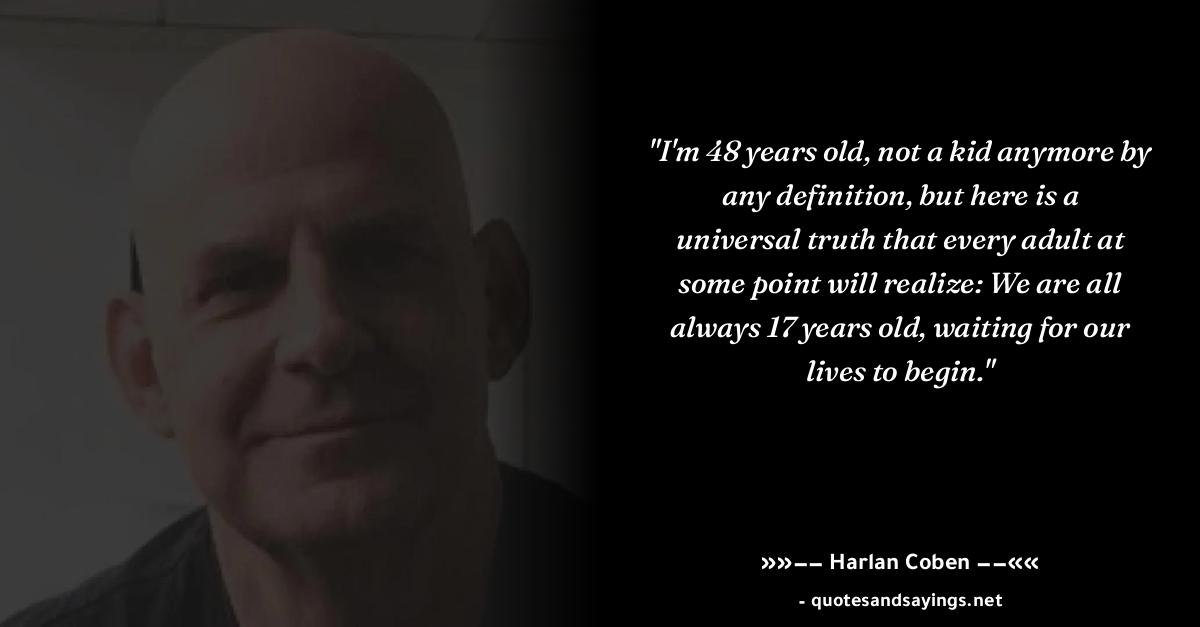 "I'm 48 years old, not a kid anymore by
any definition, but here is a
universal truth that every adult at
some point will realize: We are all
always 17 years old, waiting for our
lives to begin."
»»–– Harlan Coben ––««
- quotesandsayings.net